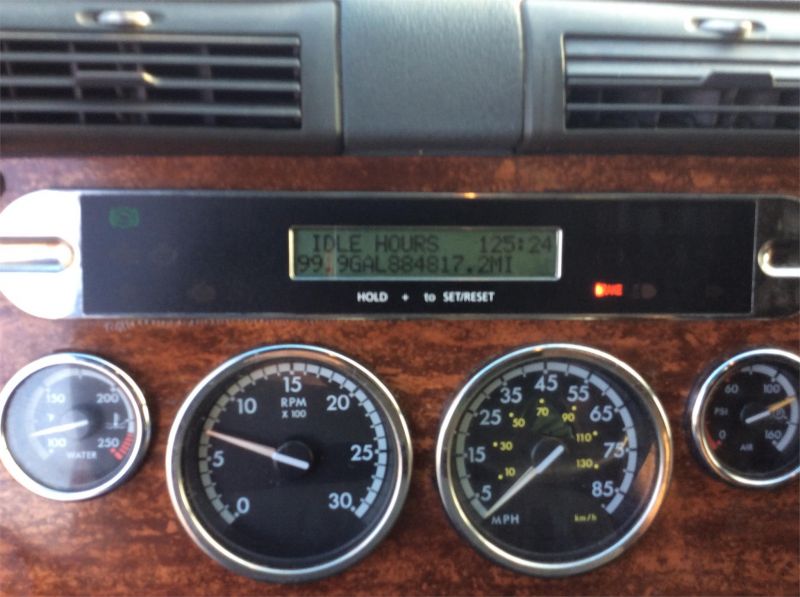 IDLE HOURS 125:24
99.9GAL884817.2MI
HOLD + to SET/RESET
150 200
°F
100 250
WATER
15
RPM
X 100
10 20
5 25
0 30
45
35 55
25 65
15 75
5 85
70
50 90
30 110
10 130
MPH km/h
60 100
PSI
0 160
AIR